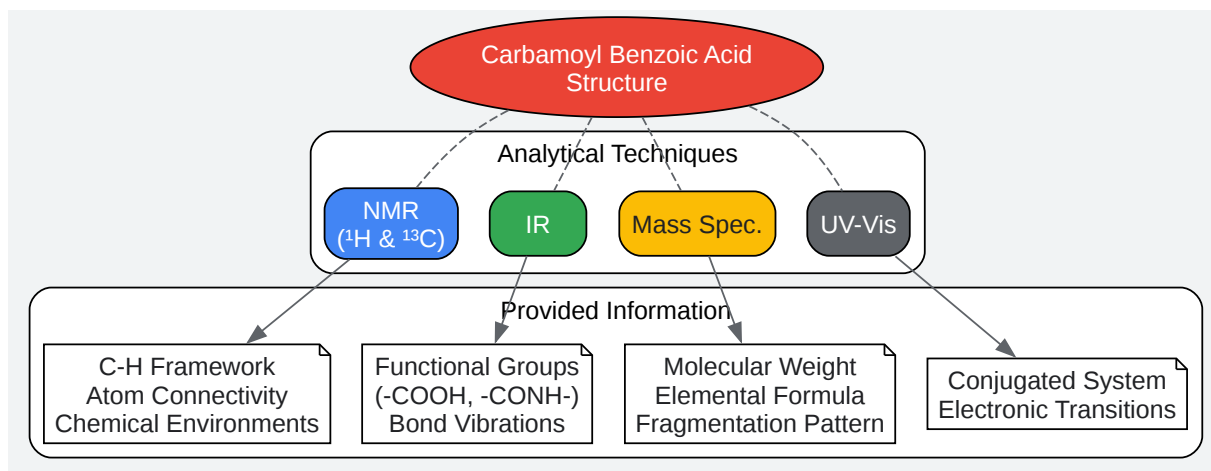 Carbamoyl Benzoic Acid
Structure
Analytical Techniques
NMR
(¹H & ¹³C)
IR
Mass Spec.
UV-Vis
Provided Information
C-H Framework
Atom Connectivity
Chemical Environments
Functional Groups
(-COOH, -CONH-)
Bond Vibrations
Molecular Weight
Elemental Formula
Fragmentation Pattern
Conjugated System
Electronic Transitions